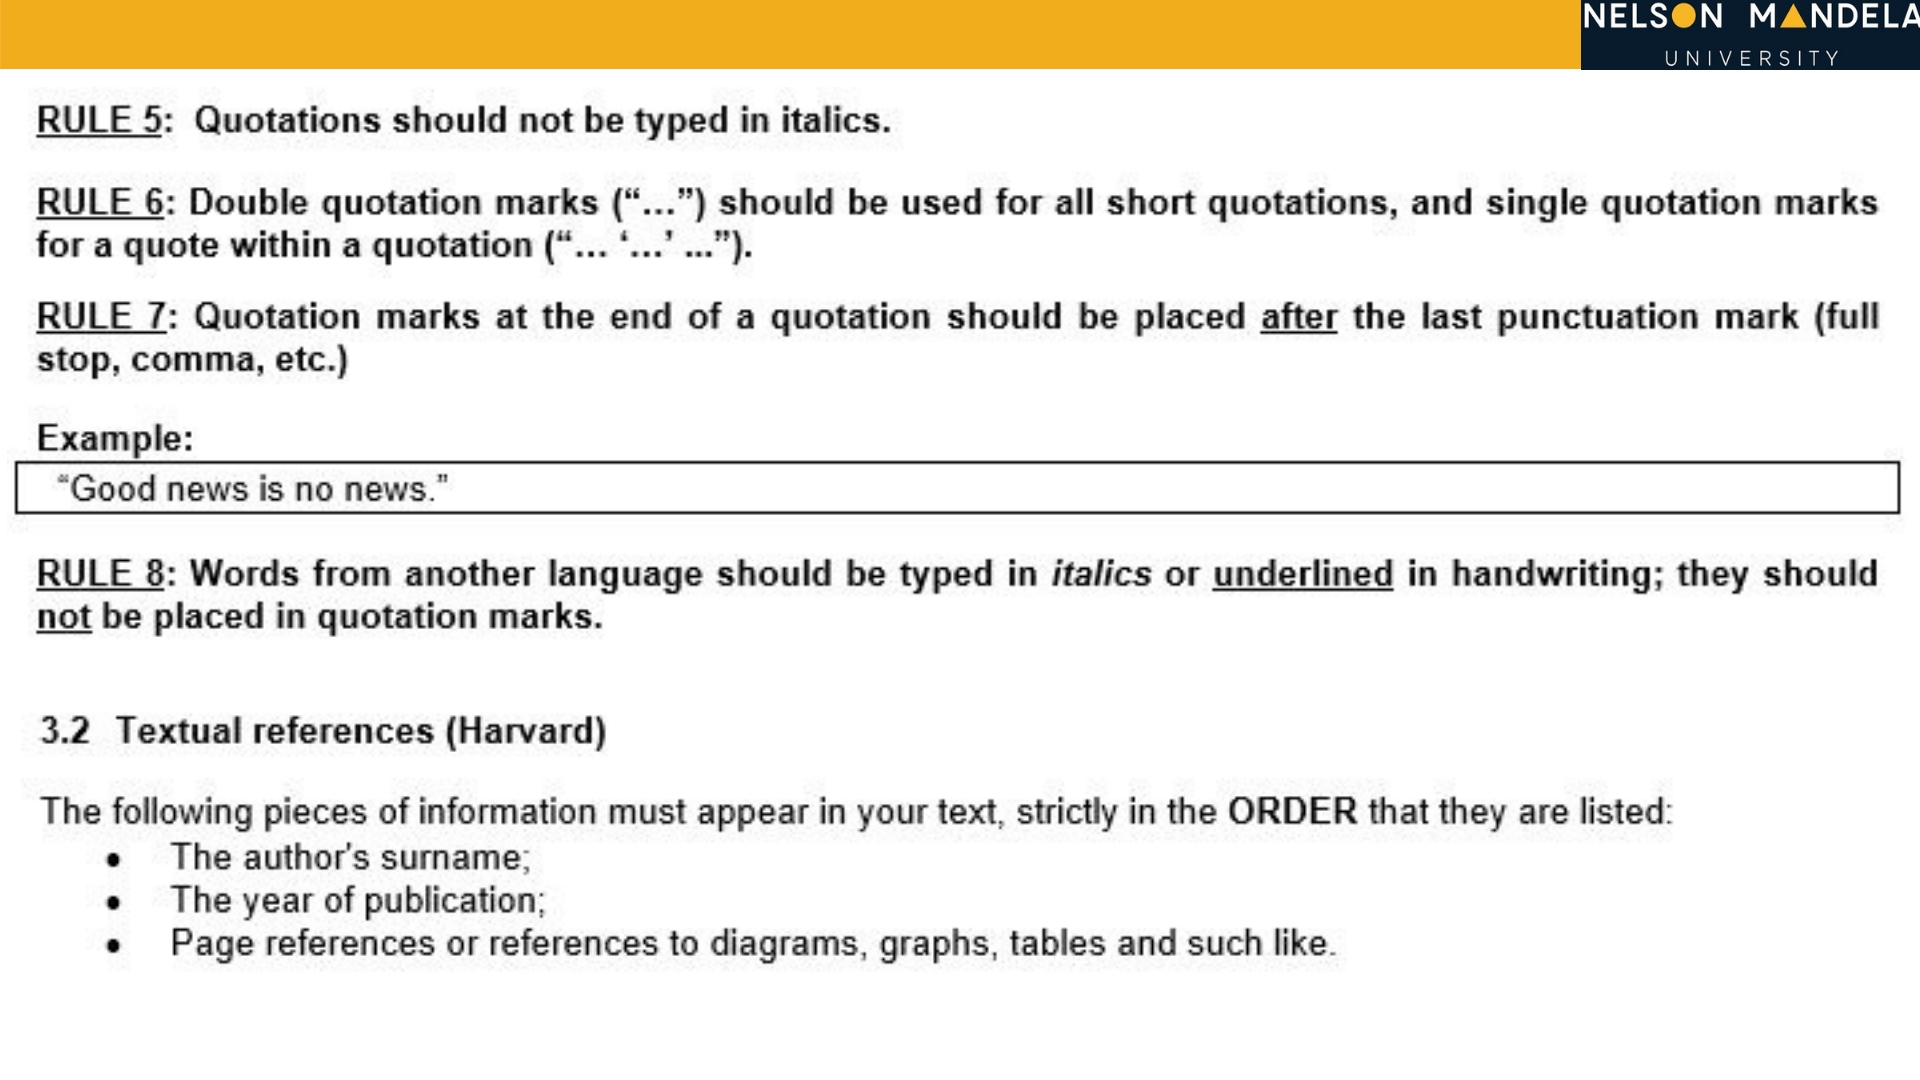 NELSON MANDELA
UNIVERSITY
RULE 5: Quotations should not be typed in italics.
RULE 6: Double quotation marks (“...”) should be used for all short quotations, and single quotation marks
for a quote within a quotation (“... ‘...’ ...”).
RULE 7: Quotation marks at the end of a quotation should be placed after the last punctuation mark (full
stop, comma, etc.)
Example:
“Good news is no news.”
RULE 8: Words from another language should be typed in italics or underlined in handwriting; they should
not be placed in quotation marks.
3.2 Textual references (Harvard)
The following pieces of information must appear in your text, strictly in the ORDER that they are listed:
• The author's surname;
• The year of publication;
• Page references or references to diagrams, graphs, tables and such like.